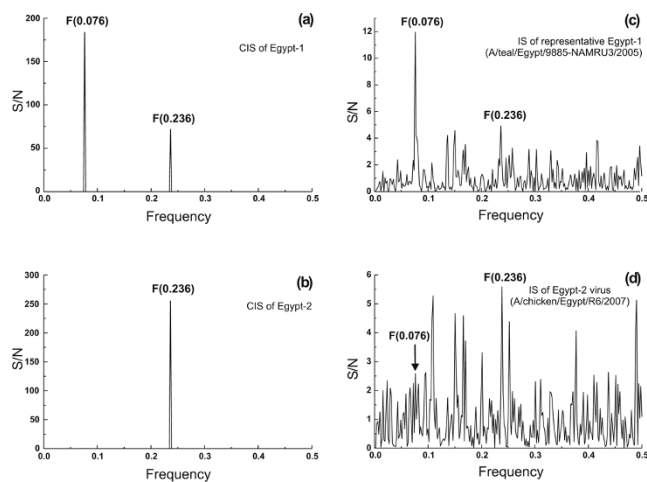 (a)
F(0.076)
CIS of Egypt-1
F(0.236)
S/N
200
150
100
50
0
0.0 0.1 0.2 0.3 0.4 0.5
Frequency
(c)
F(0.076)
IS of representative Egypt-1
(A/teal/Egypt/9885-NAMRU3/2005)
F(0.236)
S/N
12
10
8
6
4
2
0
0.0 0.1 0.2 0.3 0.4 0.5
Frequency
(b)
F(0.236)
CIS of Egypt-2
S/N
300
250
200
150
100
50
0
0.0 0.1 0.2 0.3 0.4 0.5
Frequency
(d)
F(0.236)
IS of Egypt-2 virus
(A/chicken/Egypt/R6/2007)
F(0.076)
S/N
6
5
4
3
2
1
0
0.0 0.1 0.2 0.3 0.4 0.5
Frequency